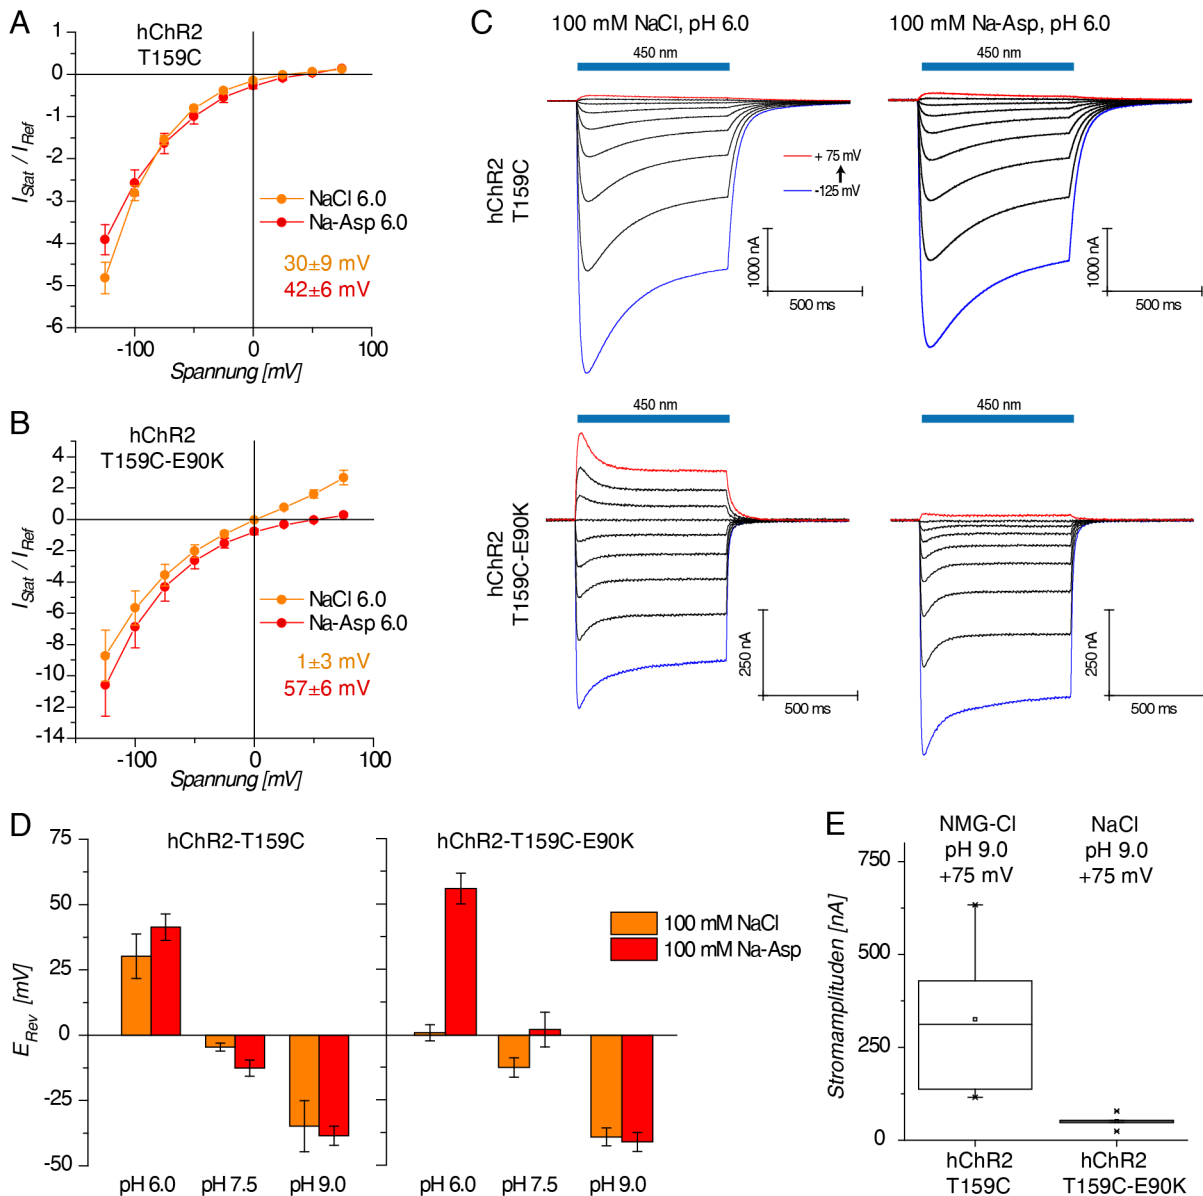 A
hChR2
T159C
1
0
-1
-2
-3
-4
-5
-6
I_Stat / I_Ref
NaCl 6.0
Na-Asp 6.0
30±9 mV
42±6 mV
-100
0
100
Spannung [mV]
B
hChR2
T159C-E90K
4
2
0
-2
-4
-6
-8
-10
-12
-14
I_Stat / I_Ref
NaCl 6.0
Na-Asp 6.0
1±3 mV
57±6 mV
-100
0
100
Spannung [mV]
C
100 mM NaCl, pH 6.0
100 mM Na-Asp, pH 6.0
450 nm
450 nm
hChR2
T159C
+ 75 mV
-125 mV
1000 nA
500 ms
1000 nA
500 ms
450 nm
450 nm
hChR2
T159C-E90K
250 nA
500 ms
250 nA
500 ms
D
hChR2-T159C
hChR2-T159C-E90K
75
50
25
0
-25
-50
E_Rev [mV]
100 mM NaCl
100 mM Na-Asp
pH 6.0
pH 7.5
pH 9.0
pH 6.0
pH 7.5
pH 9.0
E
NMG-Cl
pH 9.0
+75 mV
NaCl
pH 9.0
+75 mV
750
500
250
0
Stromamplituden [nA]
hChR2
T159C
hChR2
T159C-E90K